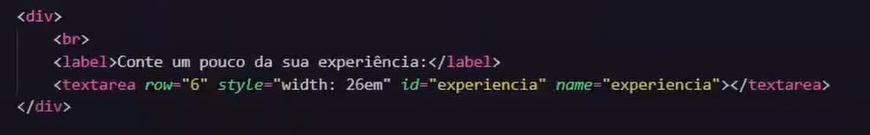 <div>
<br>
<label>Conte um pouco da sua experiência:</label>
<textarea row="6" style="width: 26em" id="experiencia" name="experiencia"></textarea>
</div>